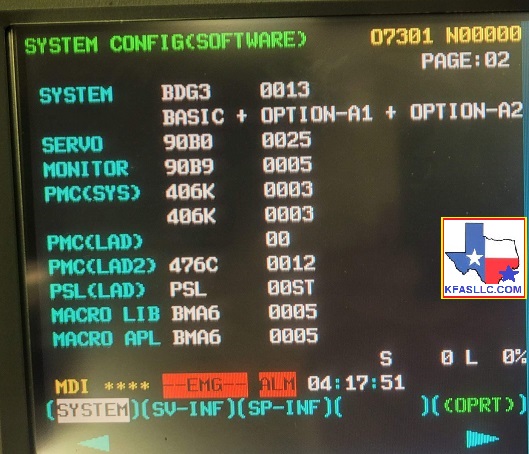 SYSTEM CONFIG(SOFTWARE) O7301 N00000
PAGE:02
SYSTEM BDG3 0013
BASIC + OPTION-A1 + OPTION-A2
SERVO 90B0 0025
MONITOR 90B9 0005
PMC(SYS) 406K 0003
406K 0003
PMC(LAD) 00
PMC(LAD2) 476C 0012
PSL(LAD) PSL 00ST
MACRO LIB BMA6 0005
MACRO APL BMA6 0005
KFASLLC.COM
S 0 L 0%
MDI **** --EMG-- ALM 04:17:51
(SYSTEM)(SV-INF)(SP-INF)( )((OPRT))